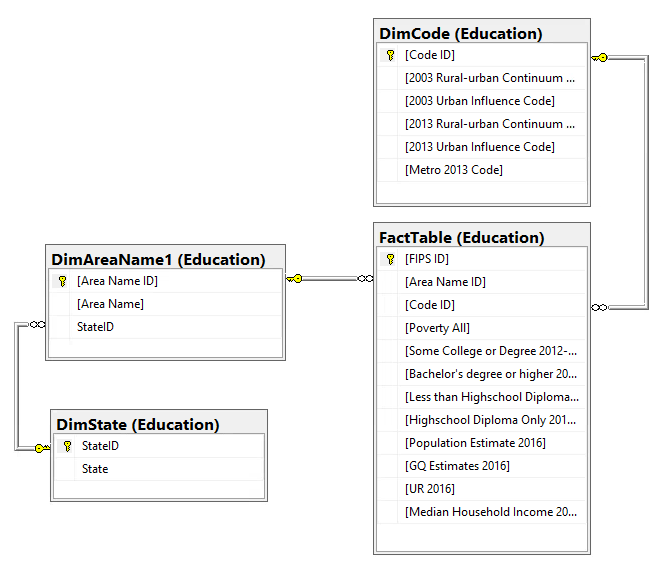 DimCode (Education)
[Code ID]
[2003 Rural-urban Continuum ...
[2003 Urban Influence Code]
[2013 Rural-urban Continuum ...
[2013 Urban Influence Code]
[Metro 2013 Code]
DimAreaName1 (Education)
[Area Name ID]
[Area Name]
StateID
DimState (Education)
StateID
State
FactTable (Education)
[FIPS ID]
[Area Name ID]
[Code ID]
[Poverty All]
[Some College or Degree 2012-...
[Bachelor's degree or higher 20...
[Less than Highschool Diploma...
[Highschool Diploma Only 201...
[Population Estimate 2016]
[GQ Estimates 2016]
[UR 2016]
[Median Household Income 20...